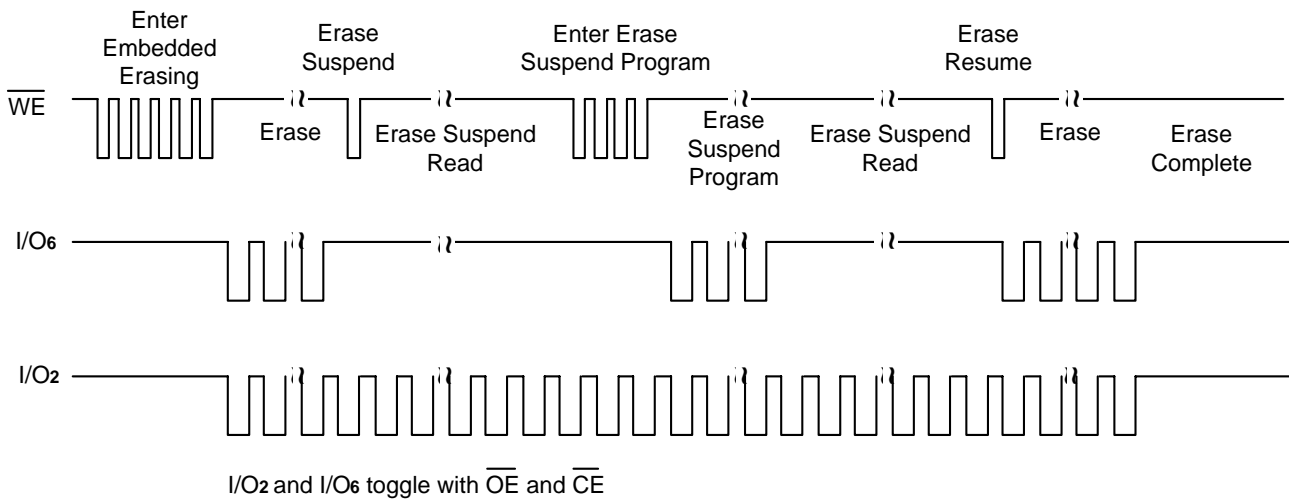 Enter
Embedded
Erasing
Erase
Suspend
Enter Erase
Suspend Program
Erase
Resume
WE
Erase
Erase Suspend
Read
Erase
Suspend
Program
Erase Suspend
Read
Erase
Erase
Complete
I/O6
I/O2
I/O2 and I/O6 toggle with OE and CE